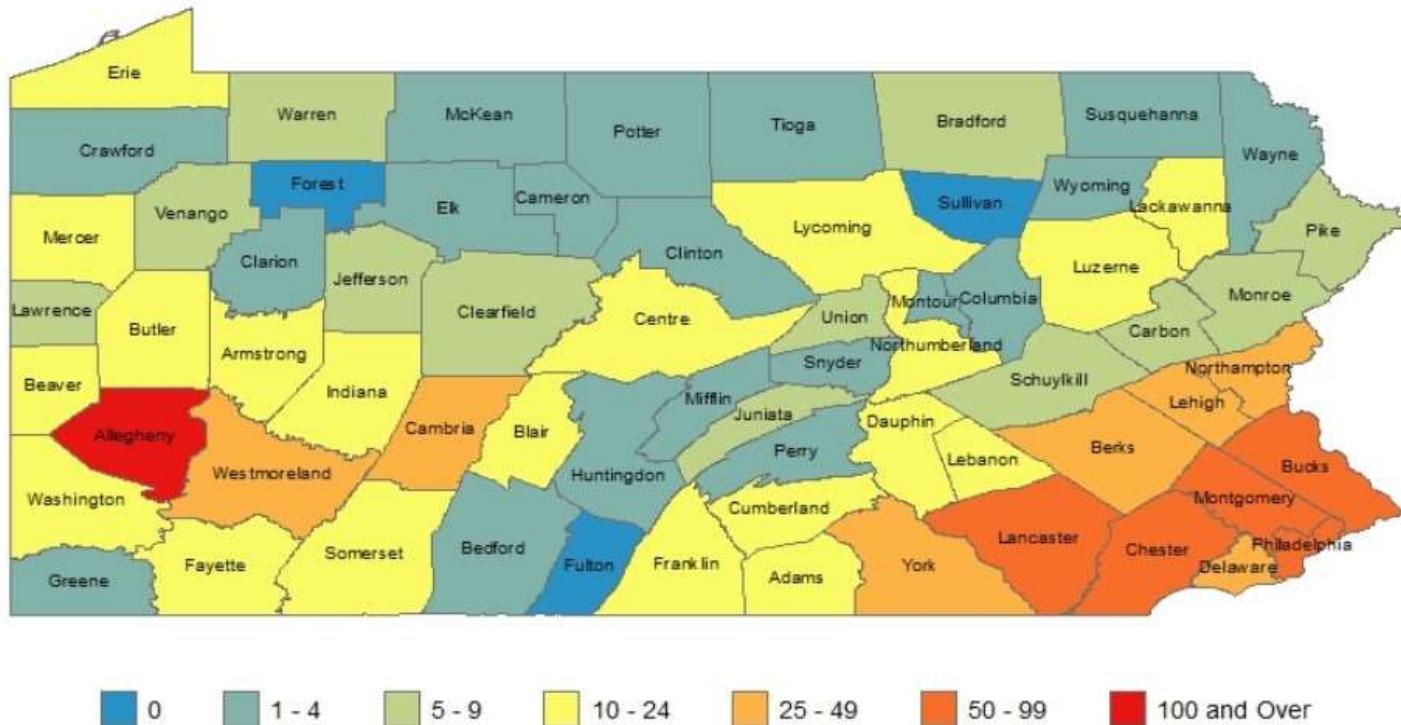 Erie
Warren
McKean
Potter
Tioga
Bradford
Susquehanna
Wayne
Crawford
Forest
Elk
Cameron
Venango
Lycoming
Sullivan
Wyoming
Lackawanna
Pike
Mercer
Clarion
Jefferson
Clinton
Luzerne
Monroe
Lawrence
Butler
Clearfield
Centre
Union
Montour
Columbia
Carbon
Armstrong
Northumberland
Beaver
Indiana
Snyder
Schuylkill
Northampton
Mifflin
Lehigh
Allegheny
Cambria
Blair
Juniata
Dauphin
Perry
Berks
Westmoreland
Huntingdon
Lebanon
Bucks
Washington
Cumberland
Montgomery
Somerset
Bedford
Lancaster
Chester
Philadelphia
Greene
Fayette
Fulton
Franklin
Adams
York
Delaware
0
1 - 4
5 - 9
10 - 24
25 - 49
50 - 99
100 and Over